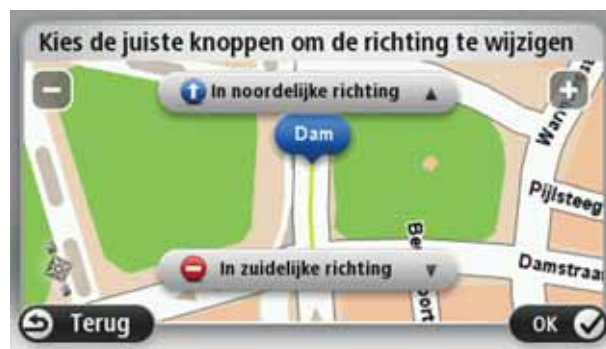 Kies de juiste knoppen om de richting te wijzigen
In noordelijke richting
Dam
Pijlsteeg
In zuidelijke richting
Terug
OK